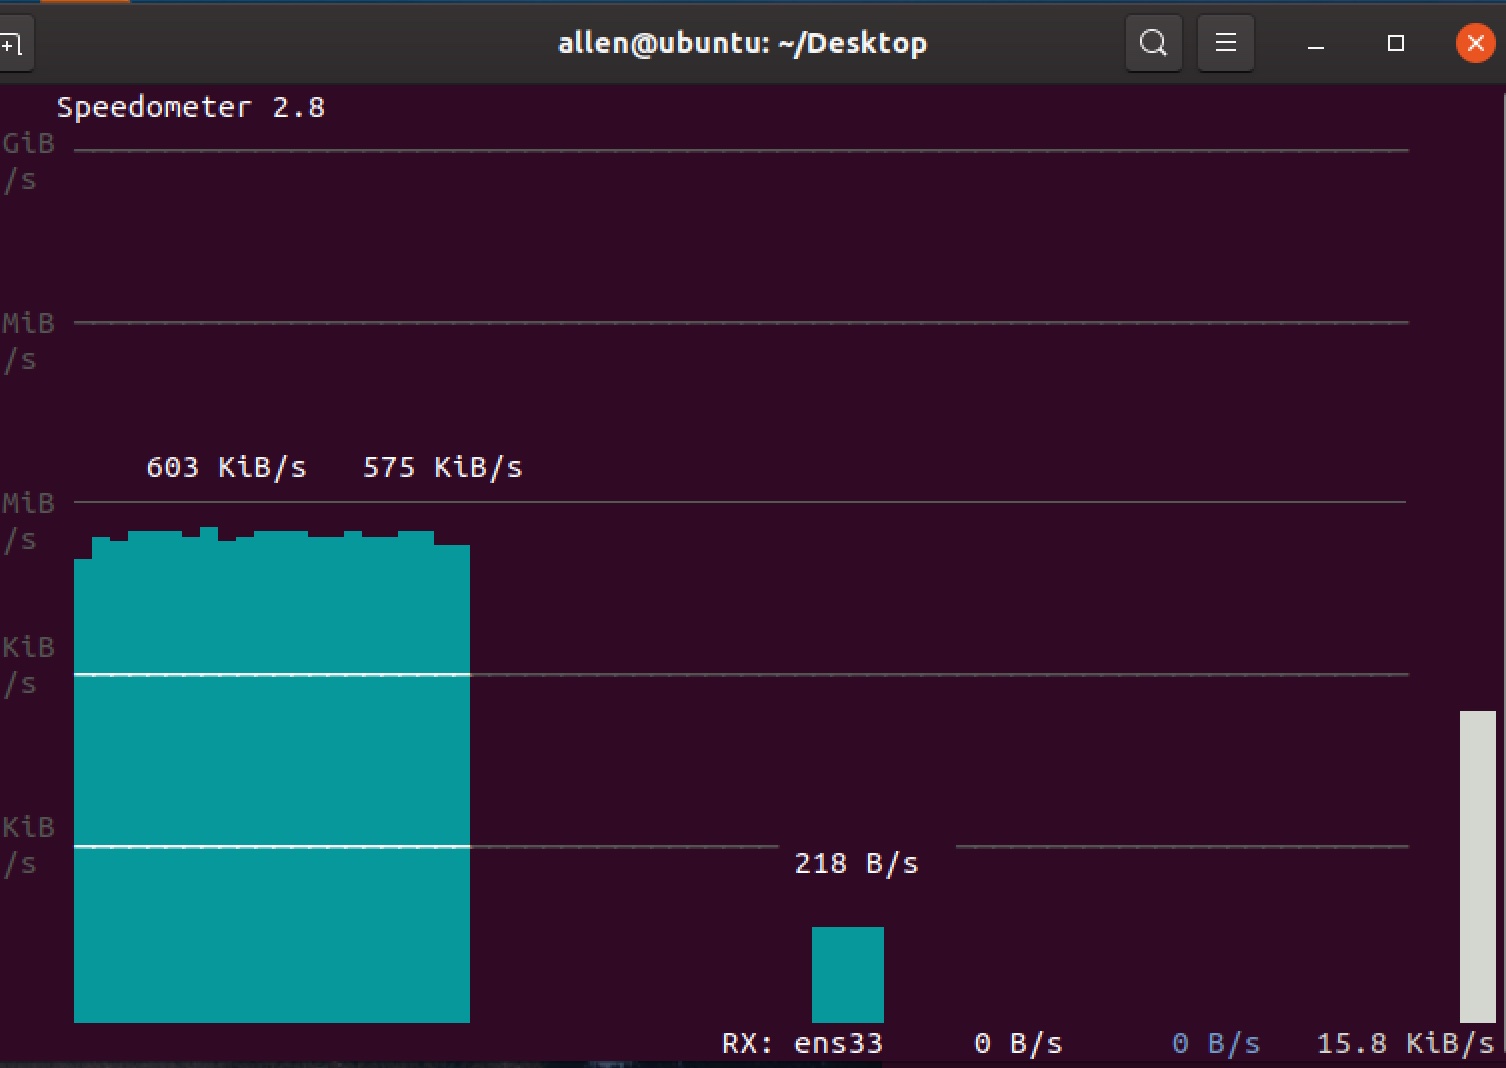 allen@ubuntu: ~/Desktop
Speedometer 2.8
GiB
/s
MiB
/s
603 KiB/s 575 KiB/s
MiB
/s
KiB
/s
KiB
/s
218 B/s
RX: ens33 0 B/s 0 B/s 15.8 KiB/s